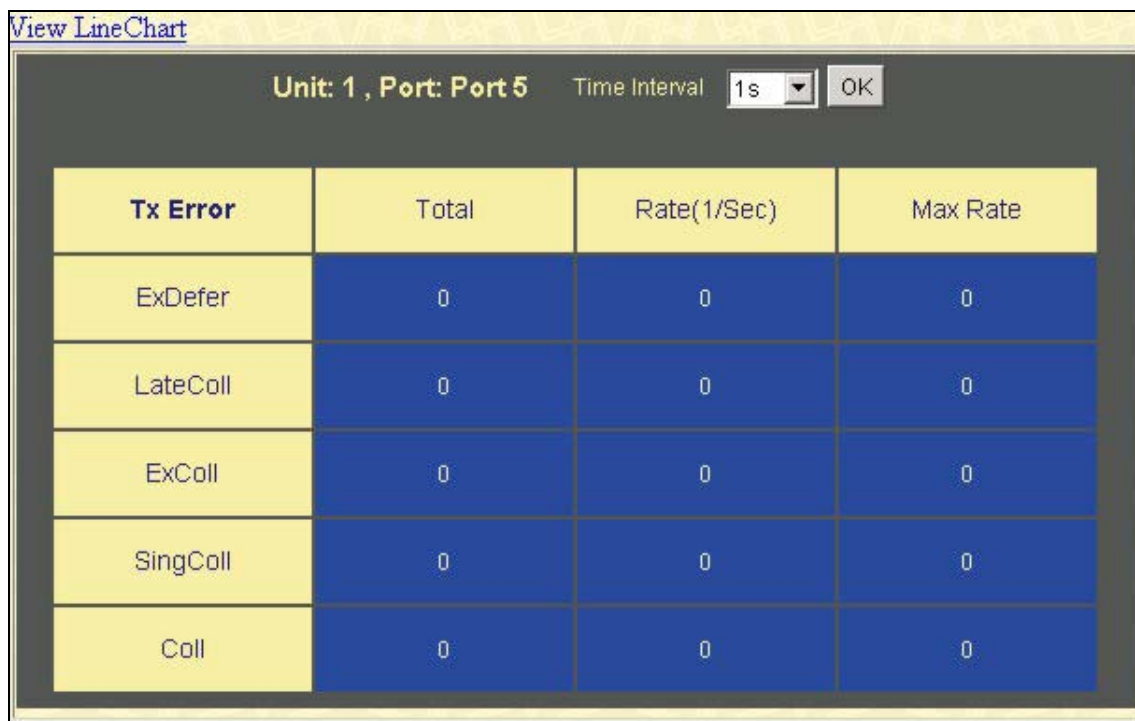 View LineChart
Unit: 1 , Port: Port 5 Time Interval 1s OK
Tx Error Total Rate(1/Sec) Max Rate
ExDefer 0 0 0
LateColl 0 0 0
ExColl 0 0 0
SingColl 0 0 0
Coll 0 0 0